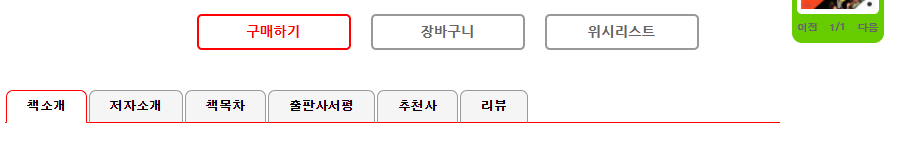 구매하기 장바구니 위시리스트
이전 1/1 다음
책소개 저자소개 책목차 출판사서평 추천사 리뷰